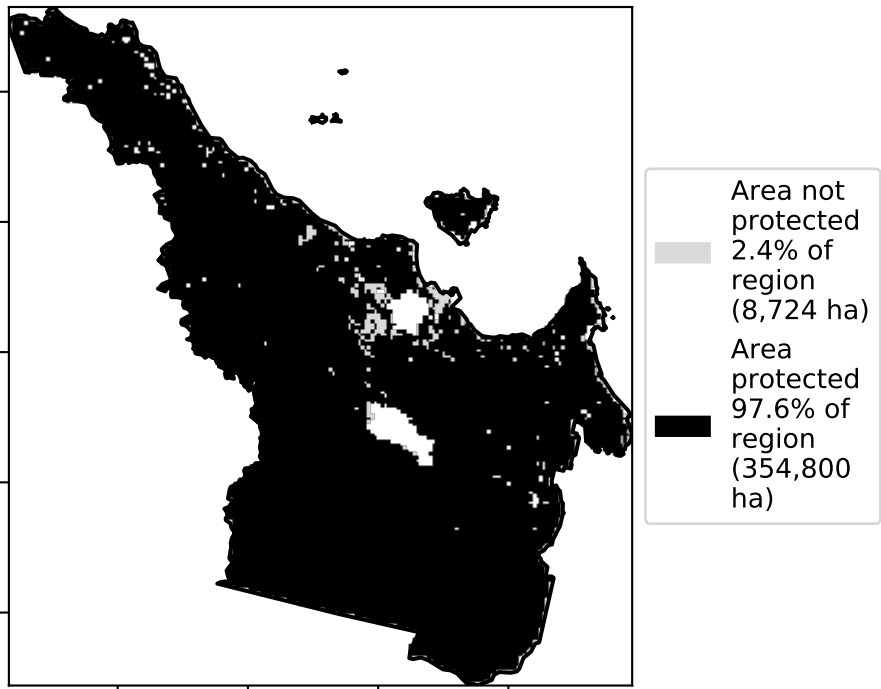 Area not
protected
2.4% of
region
(8,724 ha)
Area
protected
97.6% of
region
(354,800
ha)